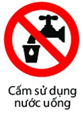 Cấm sử dụng
nước uống